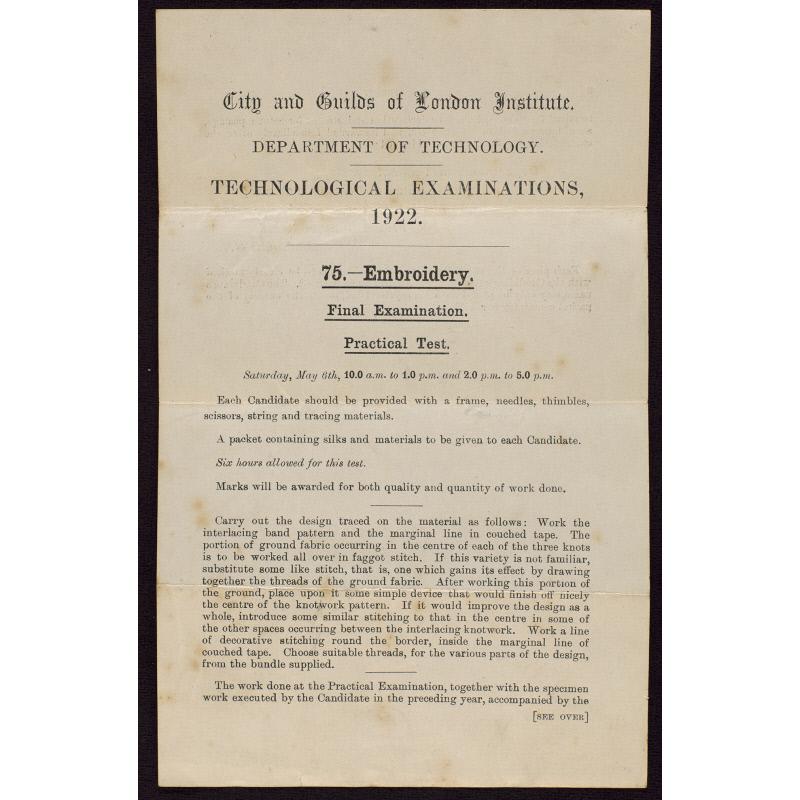 City and Guilds of London Institute.
DEPARTMENT OF TECHNOLOGY.
TECHNOLOGICAL EXAMINATIONS,
1922.
75.—Embroidery.
Final Examination.
Practical Test.
Saturday, May 6th, 10.0 a.m. to 1.0 p.m. and 2.0 p.m. to 5.0 p.m.
Each Candidate should be provided with a frame, needles, thimbles,
scissors, string and tracing materials.
A packet containing silks and materials to be given to each Candidate.
Six hours allowed for this test.
Marks will be awarded for both quality and quantity of work done.
Carry out the design traced on the material as follows: Work the
interlacing band pattern and the marginal line in couched tape. The
portion of ground fabric occurring in the centre of each of the three knots
is to be worked all over in faggot stitch. If this variety is not familiar,
substitute some like stitch, that is, one which gains its effect by drawing
together the threads of the ground fabric. After working this portion of
the ground, place upon it some simple device that would finish off nicely
the centre of the knotwork pattern. If it would improve the design as a
whole, introduce some similar stitching to that in the centre in some of
the other spaces occurring between the interlacing knotwork. Work a line
of decorative stitching round the border, inside the marginal line of
couched tape. Choose suitable threads, for the various parts of the design,
from the bundle supplied.
The work done at the Practical Examination, together with the specimen
work executed by the Candidate in the preceding year, accompanied by the
[SEE OVER]